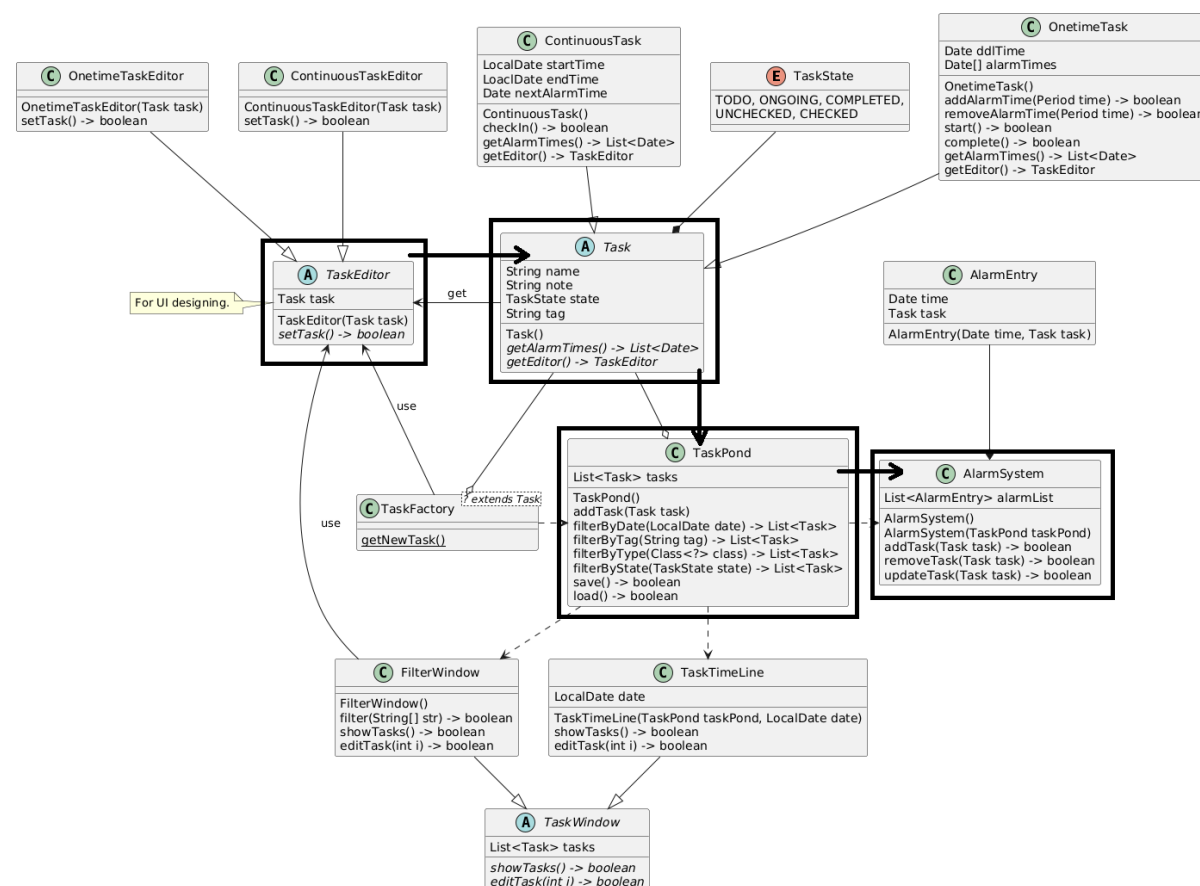 C OnetimeTaskEditor
OnetimeTaskEditor(Task task)
setTask() -> boolean
C ContinuousTaskEditor
ContinuousTaskEditor(Task task)
setTask() -> boolean
C ContinuousTask
LocalDate startTime
LoaclDate endTime
Date nextAlarmTime
ContinuousTask()
checkIn() -> boolean
getAlarmTimes() -> List<Date>
getEditor() -> TaskEditor
E TaskState
TODO, ONGOING, COMPLETED,
UNCHECKED, CHECKED
C OnetimeTask
Date ddlTime
Date[] alarmTimes
OnetimeTask()
addAlarmTime(Period time) -> boolean
removeAlarmTime(Period time) -> boolean
start() -> boolean
complete() -> boolean
getAlarmTimes() -> List<Date>
getEditor() -> TaskEditor
For UI designing.
A TaskEditor
Task task
TaskEditor(Task task)
setTask() -> boolean
get
A Task
String name
String note
TaskState state
String tag
Task()
getAlarmTimes() -> List<Date>
getEditor() -> TaskEditor
C AlarmEntry
Date time
Task task
AlarmEntry(Date time, Task task)
use
use
C TaskFactory
? extends Task
getNewTask()
C TaskPond
List<Task> tasks
TaskPond()
addTask(Task task)
filterByDate(LocalDate date) -> List<Task>
filterByTag(String tag) -> List<Task>
filterByType(Class<?> class) -> List<Task>
filterByState(TaskState state) -> List<Task>
save() -> boolean
load() -> boolean
C AlarmSystem
List<AlarmEntry> alarmList
AlarmSystem()
AlarmSystem(TaskPond taskPond)
addTask(Task task) -> boolean
removeTask(Task task) -> boolean
updateTask(Task task) -> boolean
C FilterWindow
FilterWindow()
filter(String[] str) -> boolean
showTasks() -> boolean
editTask(int i) -> boolean
C TaskTimeLine
LocalDate date
TaskTimeLine(TaskPond taskPond, LocalDate date)
showTasks() -> boolean
editTask(int i) -> boolean
A TaskWindow
List<Task> tasks
showTasks() -> boolean
editTask(int i) -> boolean